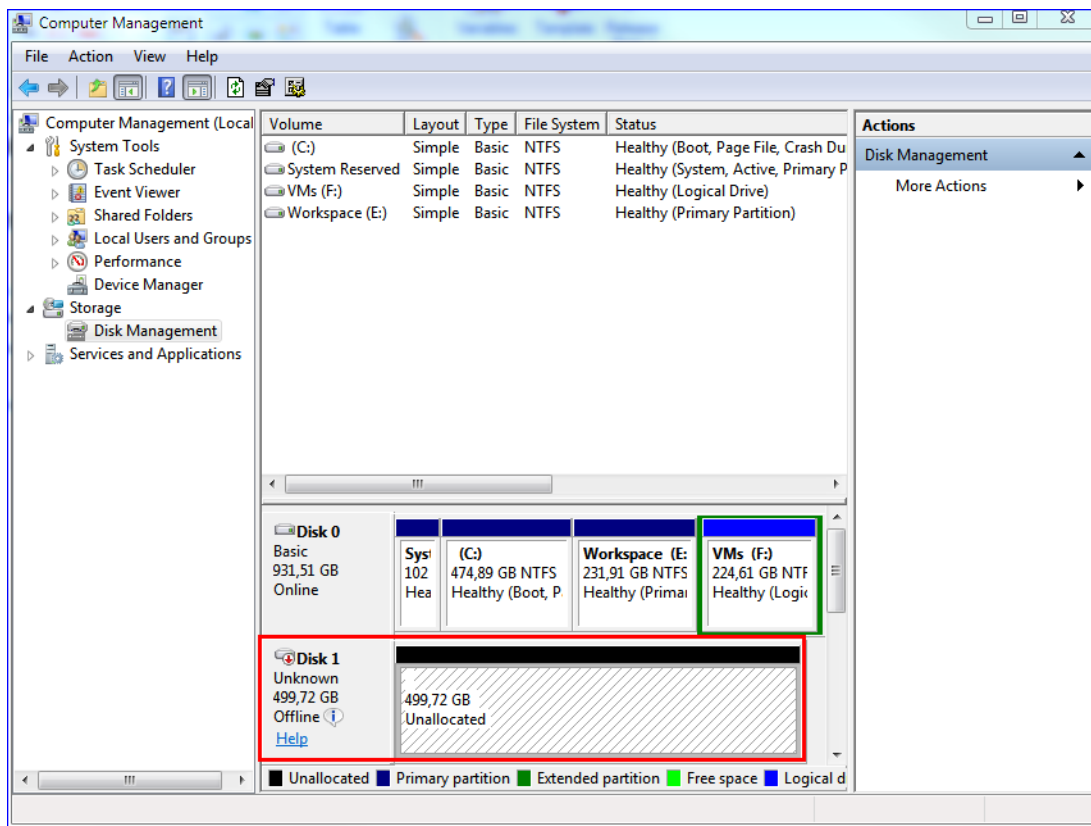 Computer Management
File Action View Help
Computer Management (Local
System Tools
Task Scheduler
Event Viewer
Shared Folders
Local Users and Groups
Performance
Device Manager
Storage
Disk Management
Services and Applications
Volume Layout Type File System Status
(C:) Simple Basic NTFS Healthy (Boot, Page File, Crash Du
System Reserved Simple Basic NTFS Healthy (System, Active, Primary P
VMs (F:) Simple Basic NTFS Healthy (Logical Drive)
Workspace (E:) Simple Basic NTFS Healthy (Primary Partition)
Disk 0
Basic
931,51 GB
Online
Syst
102
Hea
(C:)
474,89 GB NTFS
Healthy (Boot, P
Workspace (E:
231,91 GB NTFS
Healthy (Primar
VMs (F:)
224,61 GB NTF
Healthy (Logic
Disk 1
Unknown
499,72 GB
Offline
Help
499,72 GB
Unallocated
Unallocated Primary partition Extended partition Free space Logical d
Actions
Disk Management
More Actions